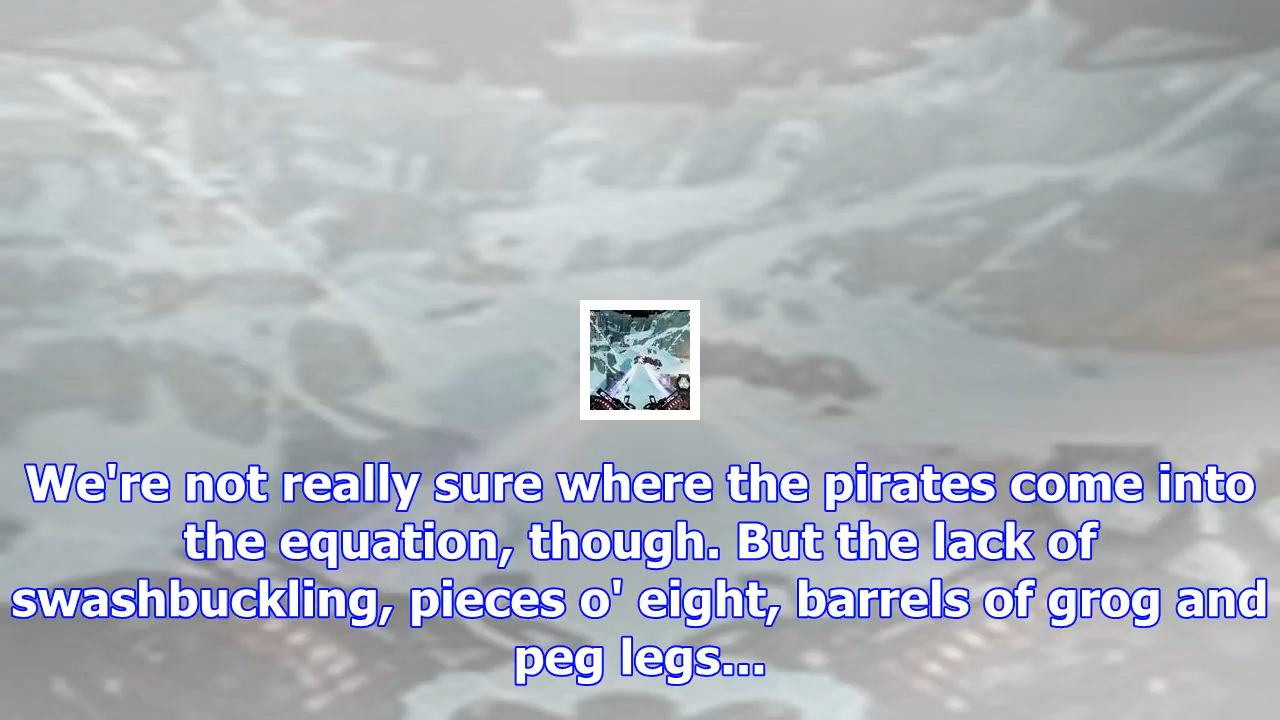 We're not really sure where the pirates come into
the equation, though. But the lack of
swashbuckling, pieces o' eight, barrels of grog and
peg legs...